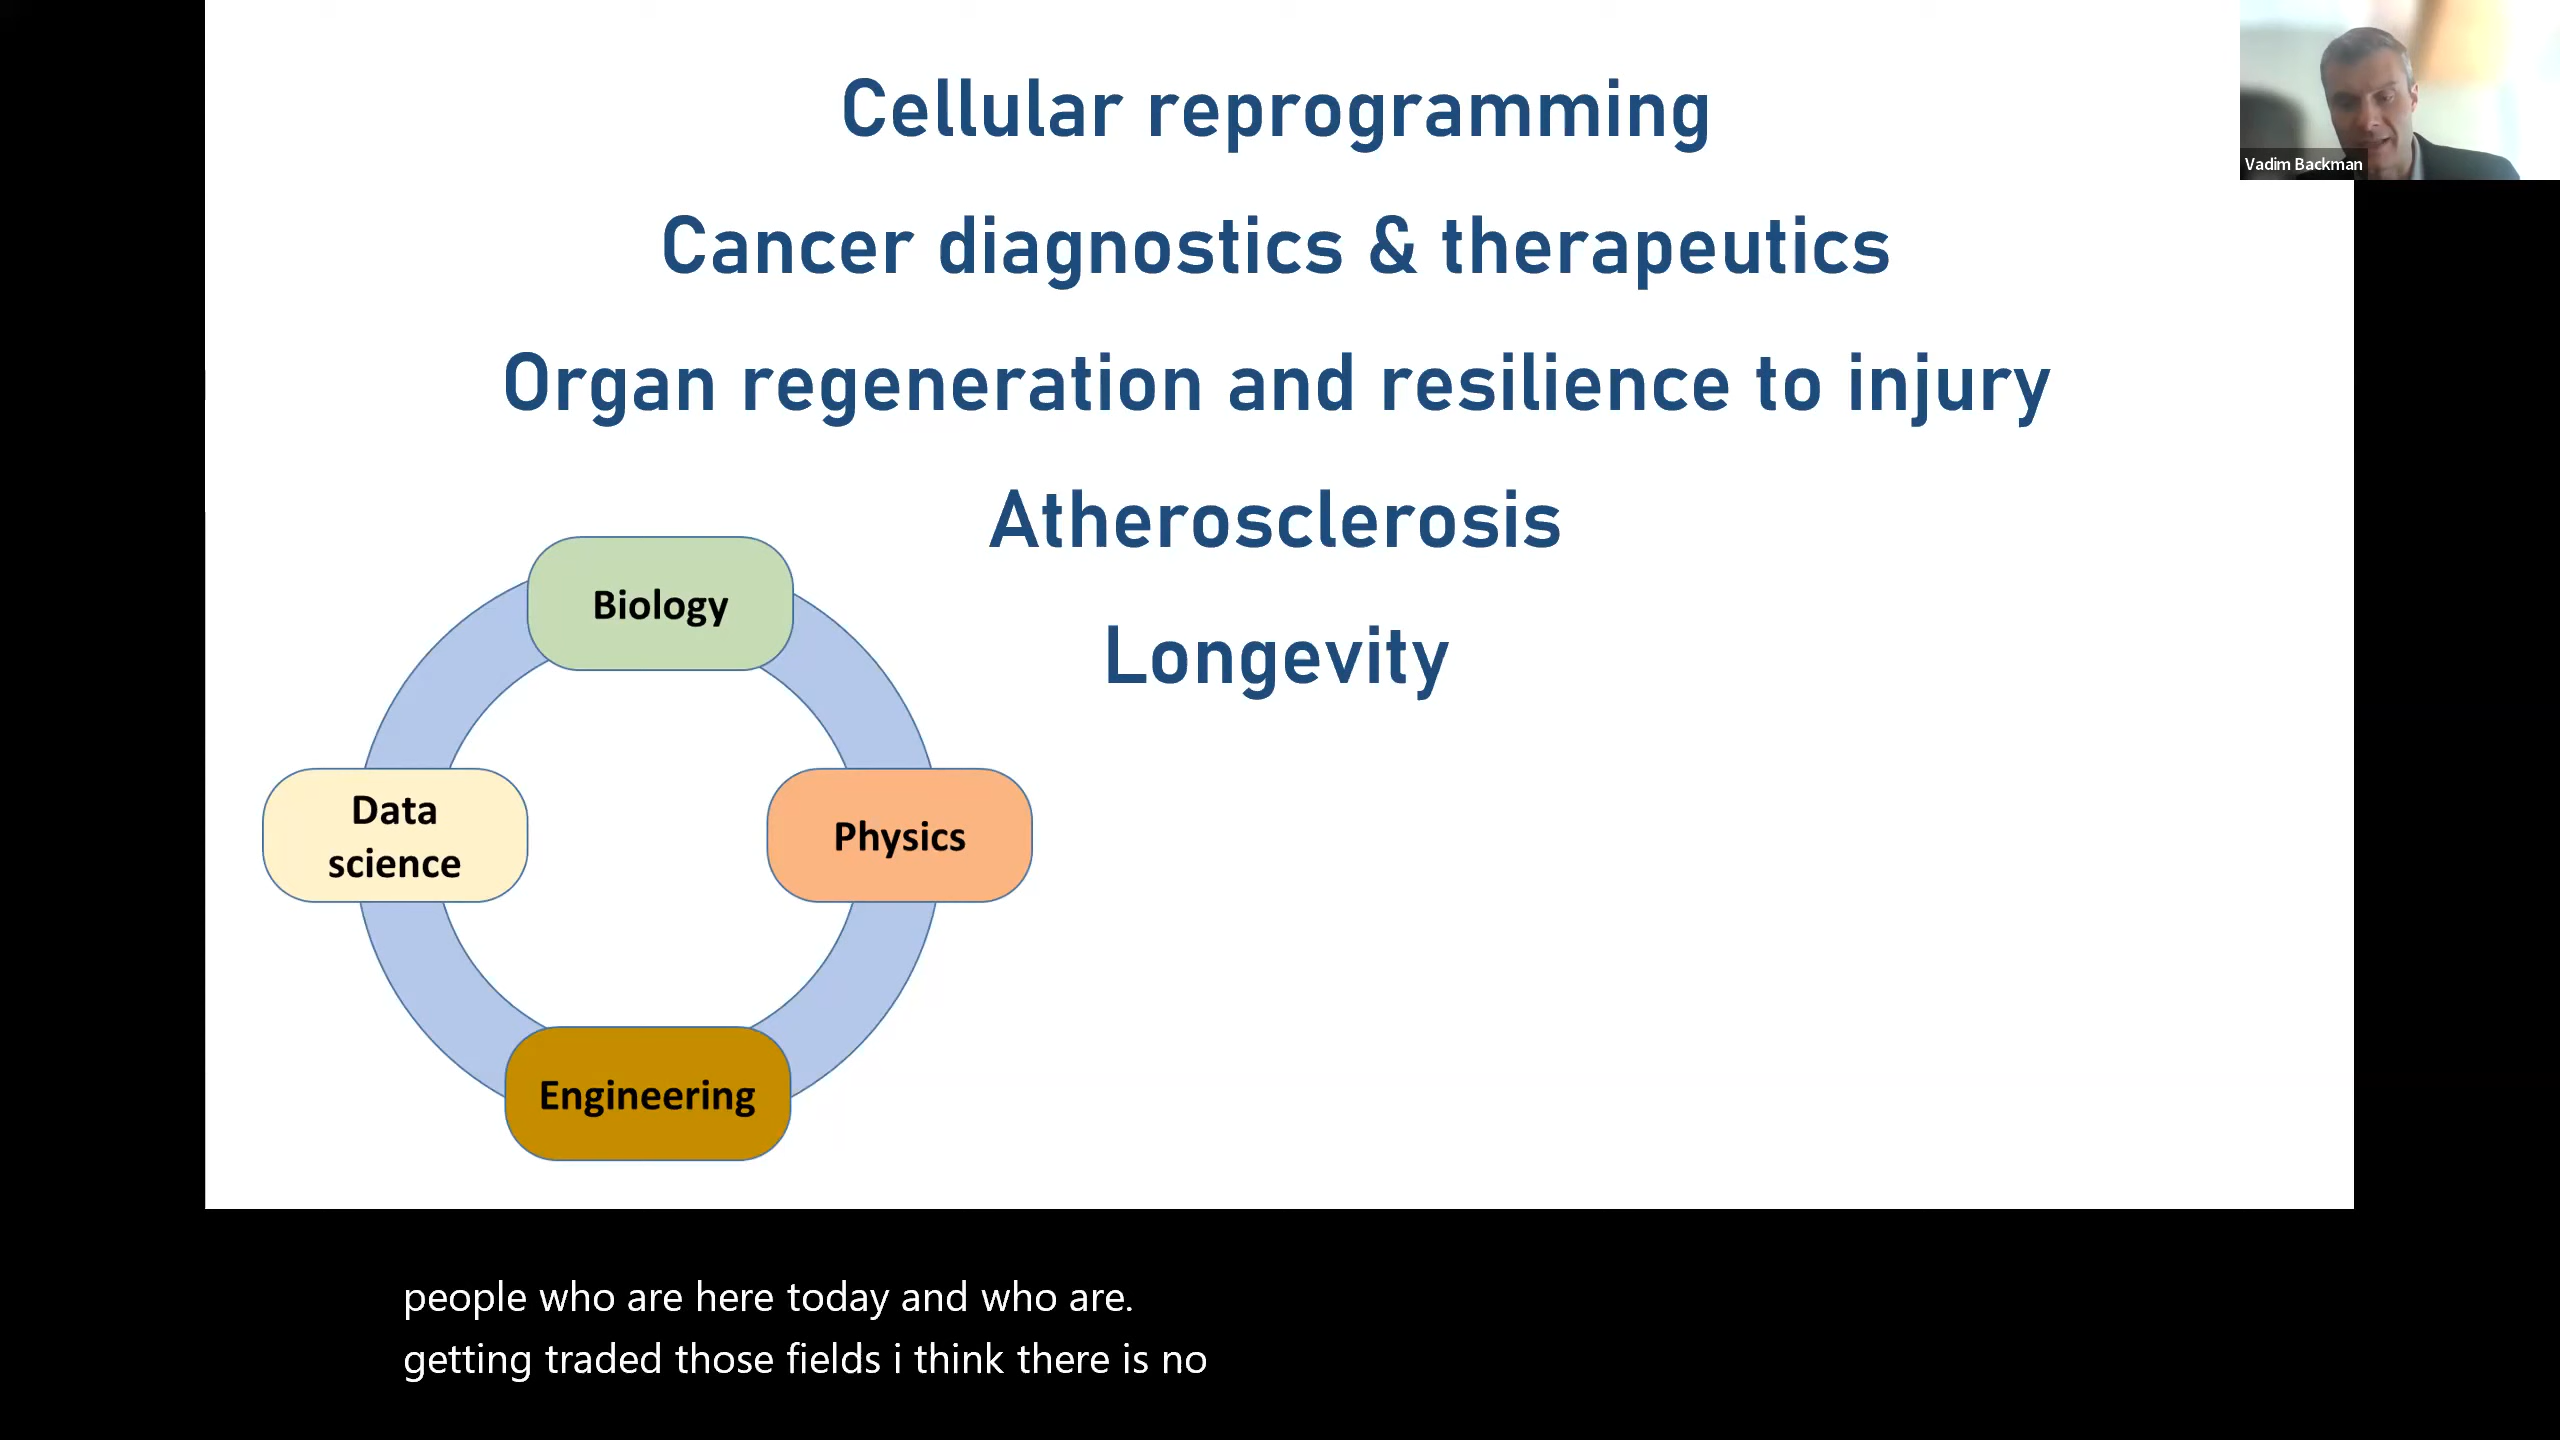 Cellular reprogramming
Vadim Backman
Cancer diagnostics & therapeutics
Organ regeneration and resilience to injury
Atherosclerosis
Longevity
Biology
Data
science
Physics
Engineering
people who are here today and who are.
getting traded those fields i think there is no